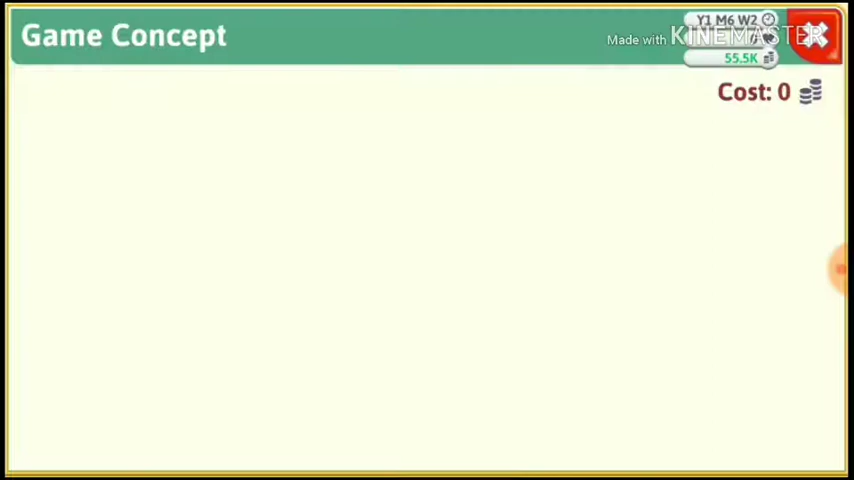 Game Concept
Y1 M6 W2
Made with KINEMASTER
55.5K
Cost: 0